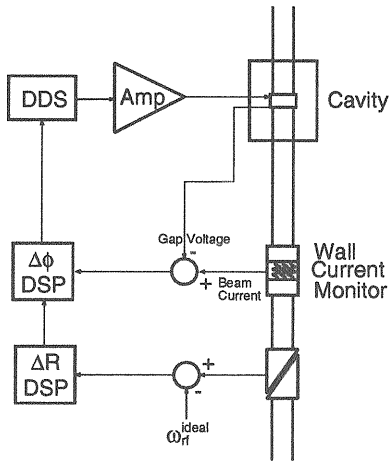 DDS
Amp
Cavity
Gap Voltage
-
Δϕ
DSP
+
Beam
Current
Wall
Current
Monitor
ΔR
DSP
+
-
ω_rf^ideal